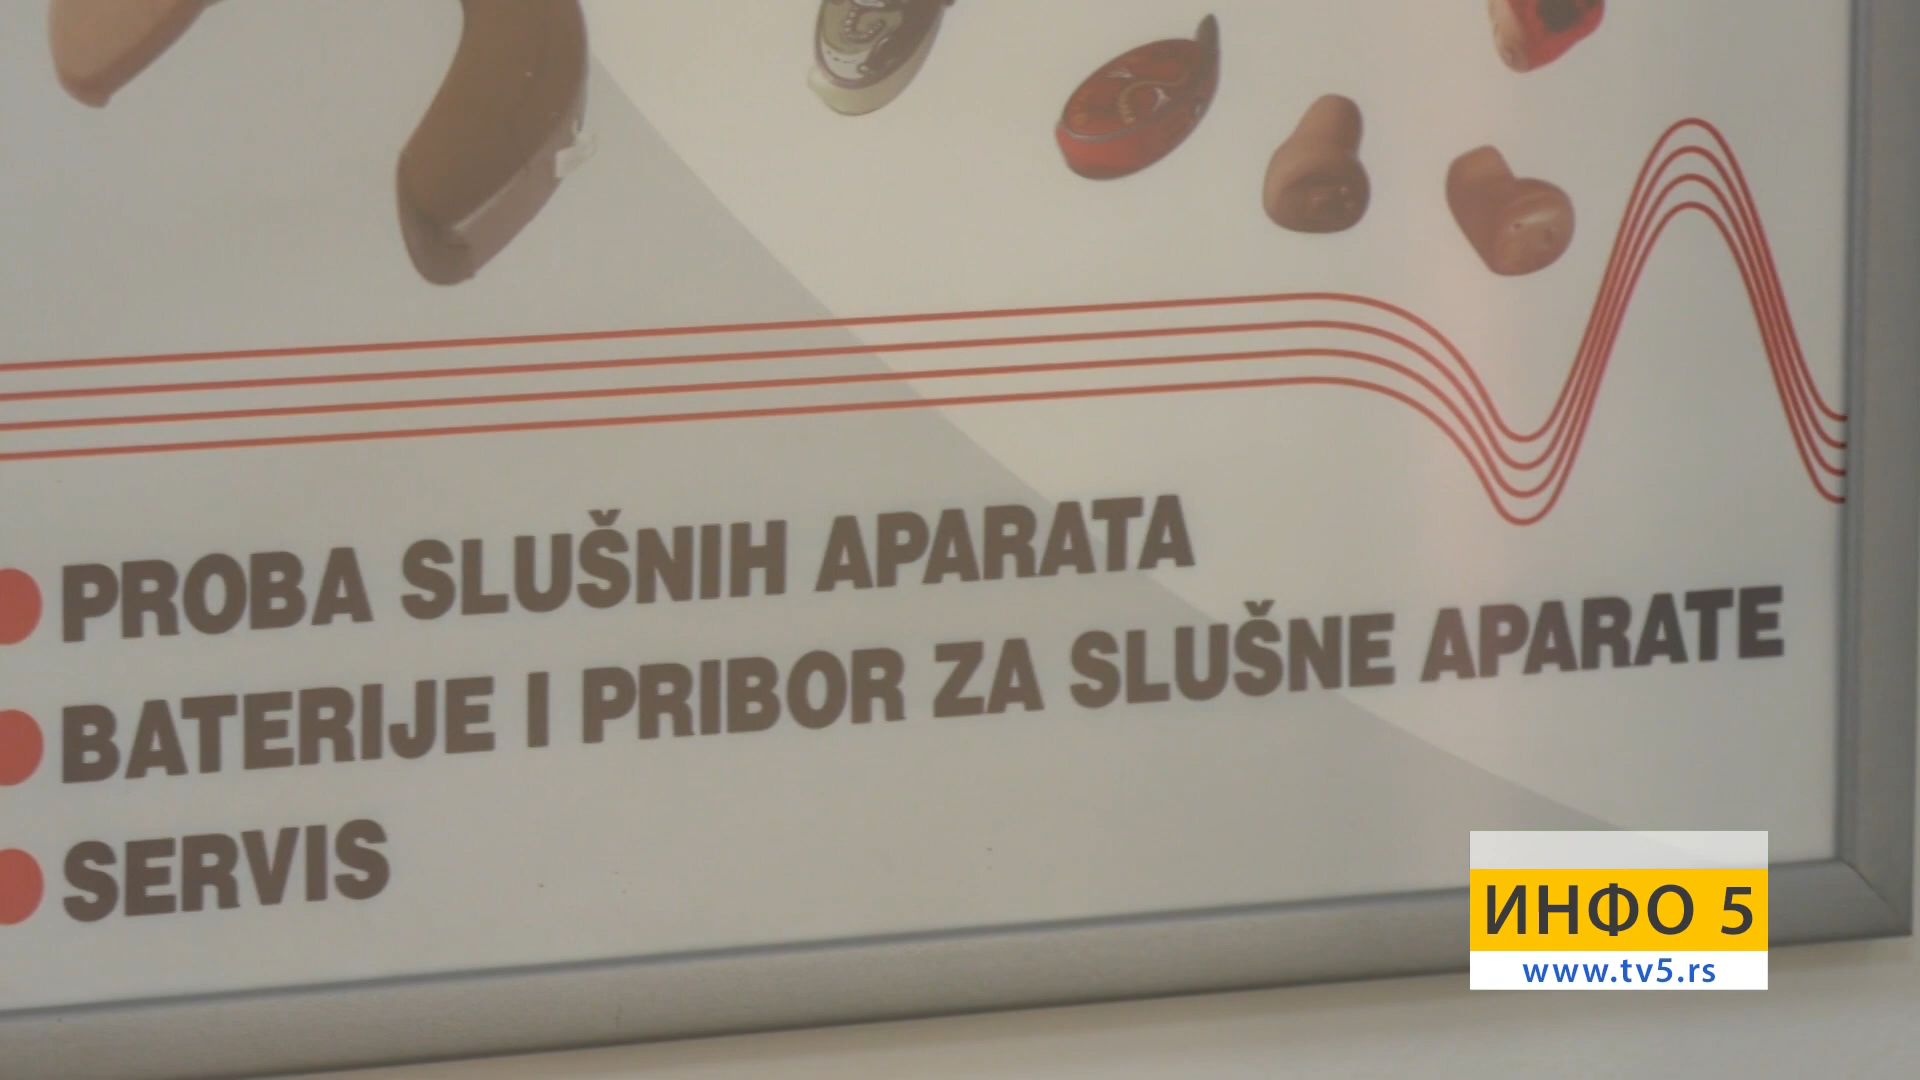 PROBA SLUŠNIH APARATA
BATERIJE I PRIBOR ZA SLUŠNE APARATE
SERVIS
ИНФО 5
www.tv5.rs